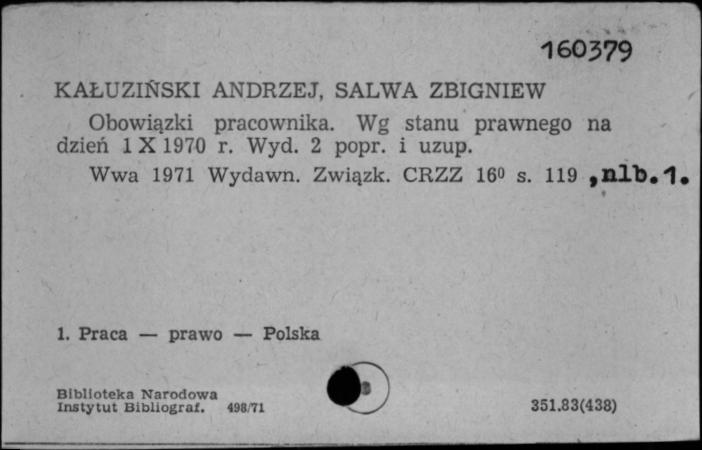 160379
KAŁUZIŃSKI ANDRZEJ, SALWA ZBIGNIEW
Obowiązki pracownika. Wg stanu prawnego na
dzień 1 X 1970 r. Wyd. 2 popr. i uzup.
Wwa 1971 Wydawn. Związk. CRZZ 16⁰ s. 119 ,nlb.1.
1. Praca — prawo — Polska
Biblioteka Narodowa
Instytut Bibliograf. 498/71
351.83(438)